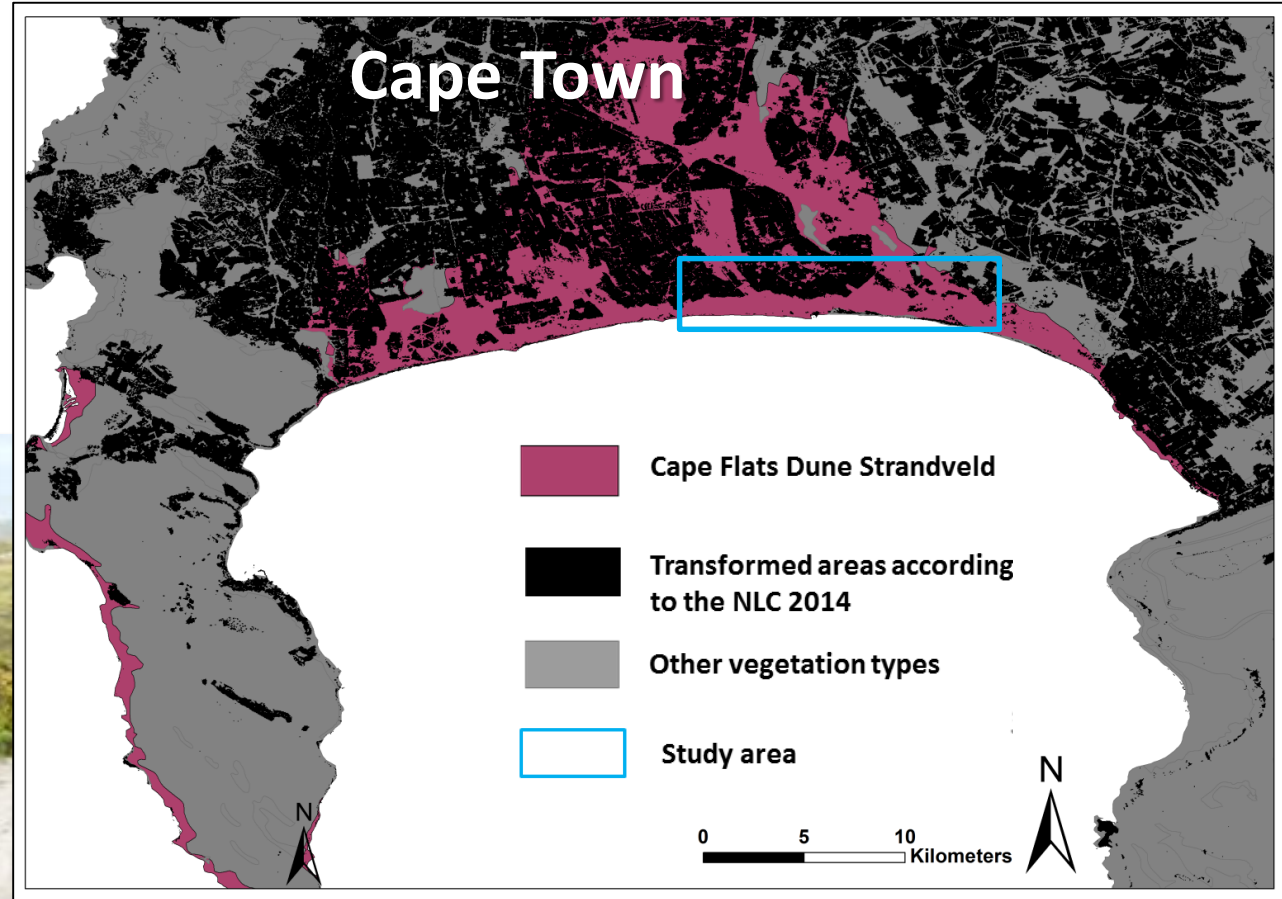 Cape Town
Cape Flats Dune Strandveld
Transformed areas according
to the NLC 2014
Other vegetation types
Study area
N
N
0 5 10
Kilometers